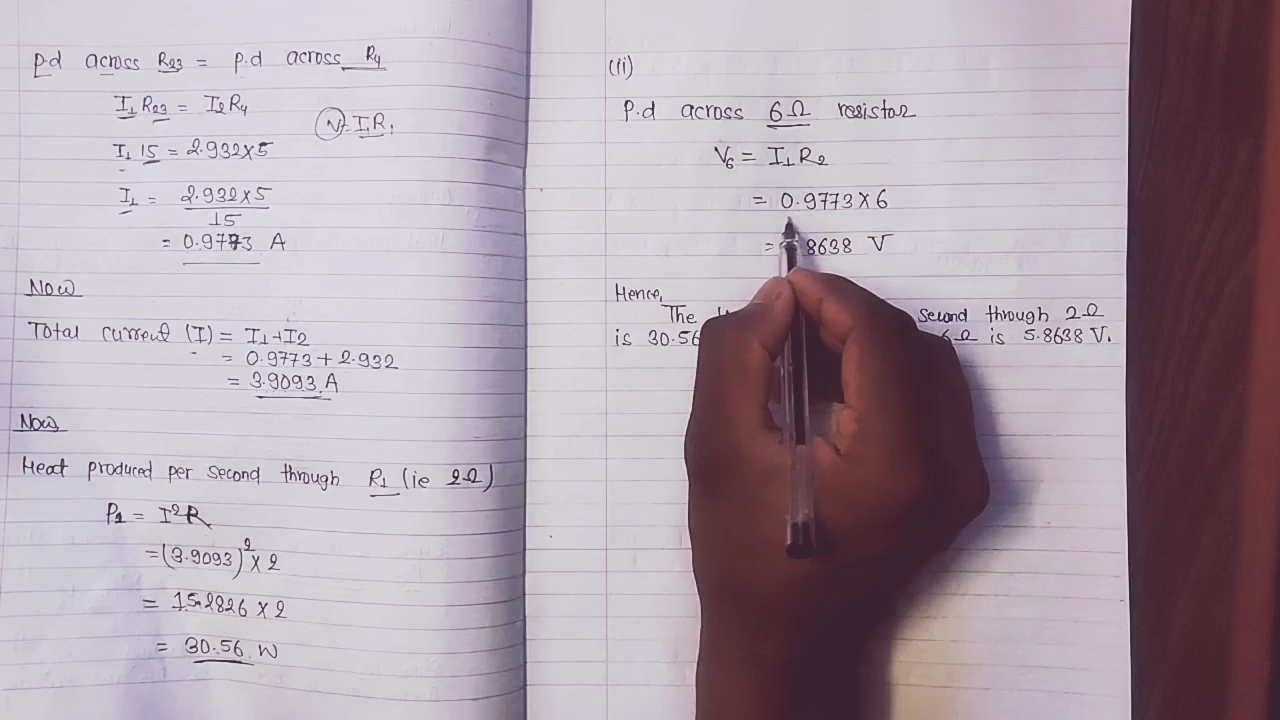 P.d across R23 = P.d across R4
I1 R23 = I2 R4
V = I R,
I1 15 = 2.932×5
I1 = 2.932×5
15
= 0.9773 A
Now
Total current (I) = I1+I2
= 0.9773 + 2.932
= 3.9093 A
Now,
Heat produced per second through R1 (ie 2Ω)
P2 = I²R
= (3.9093)² × 2
= 15.2826 × 2
= 30.56 W
(ii)
P.d across 6Ω resistor
V6 = I1 R2
= 0.9773 × 6
= 8638 V
Hence,
The second through 2Ω
is 30.56 6Ω is 5.8638 V.